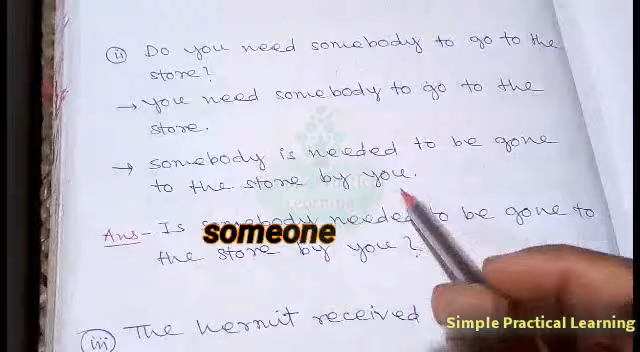 (ii) Do you need somebody to go to the
store?
→ You need somebody to go to the
store.
→ Somebody is needed to be gone
to the store by you.
Ans - Is somebody needed to be gone to
someone
the store by you?
(iii) The hermit received
Simple Practical Learning